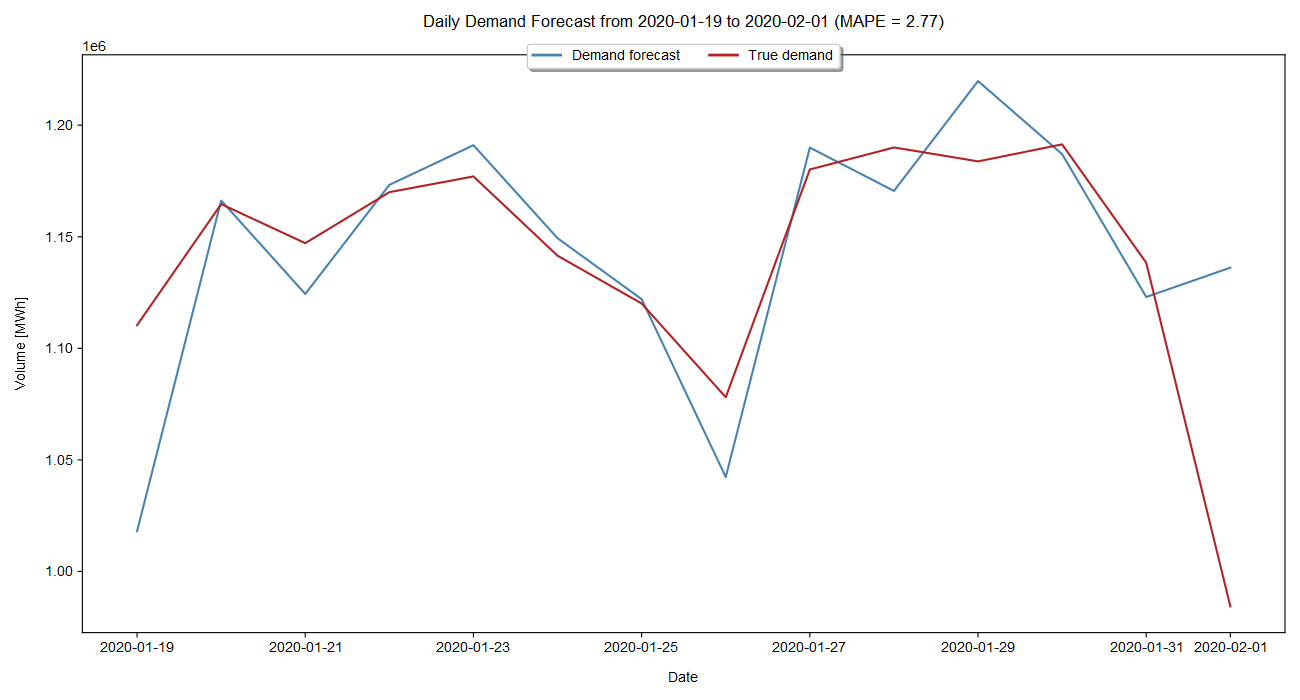 Daily Demand Forecast from 2020-01-19 to 2020-02-01 (MAPE = 2.77)
1e6
Demand forecast True demand
1.20
1.15
1.10
1.05
1.00
Volume [MWh]
2020-01-19 2020-01-21 2020-01-23 2020-01-25 2020-01-27 2020-01-29 2020-01-31 2020-02-01
Date